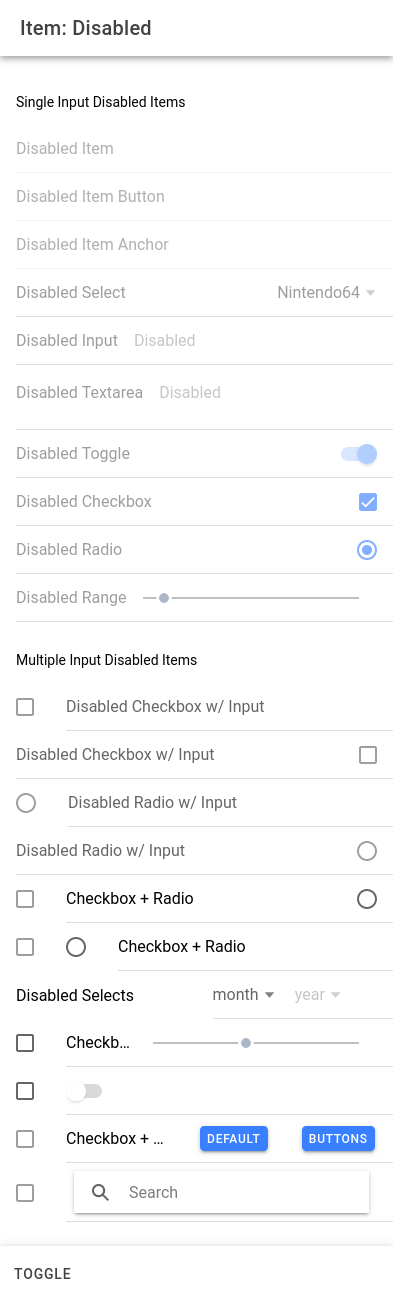 Item: Disabled
Single Input Disabled Items
Disabled Item
Disabled Item Button
Disabled Item Anchor
Disabled Select Nintendo64
Disabled Input Disabled
Disabled Textarea Disabled
Disabled Toggle
Disabled Checkbox
Disabled Radio
Disabled Range
Multiple Input Disabled Items
Disabled Checkbox w/ Input
Disabled Checkbox w/ Input
Disabled Radio w/ Input
Disabled Radio w/ Input
Checkbox + Radio
Checkbox + Radio
Disabled Selects month year
Checkb...
Checkbox + ... DEFAULT BUTTONS
Search
TOGGLE